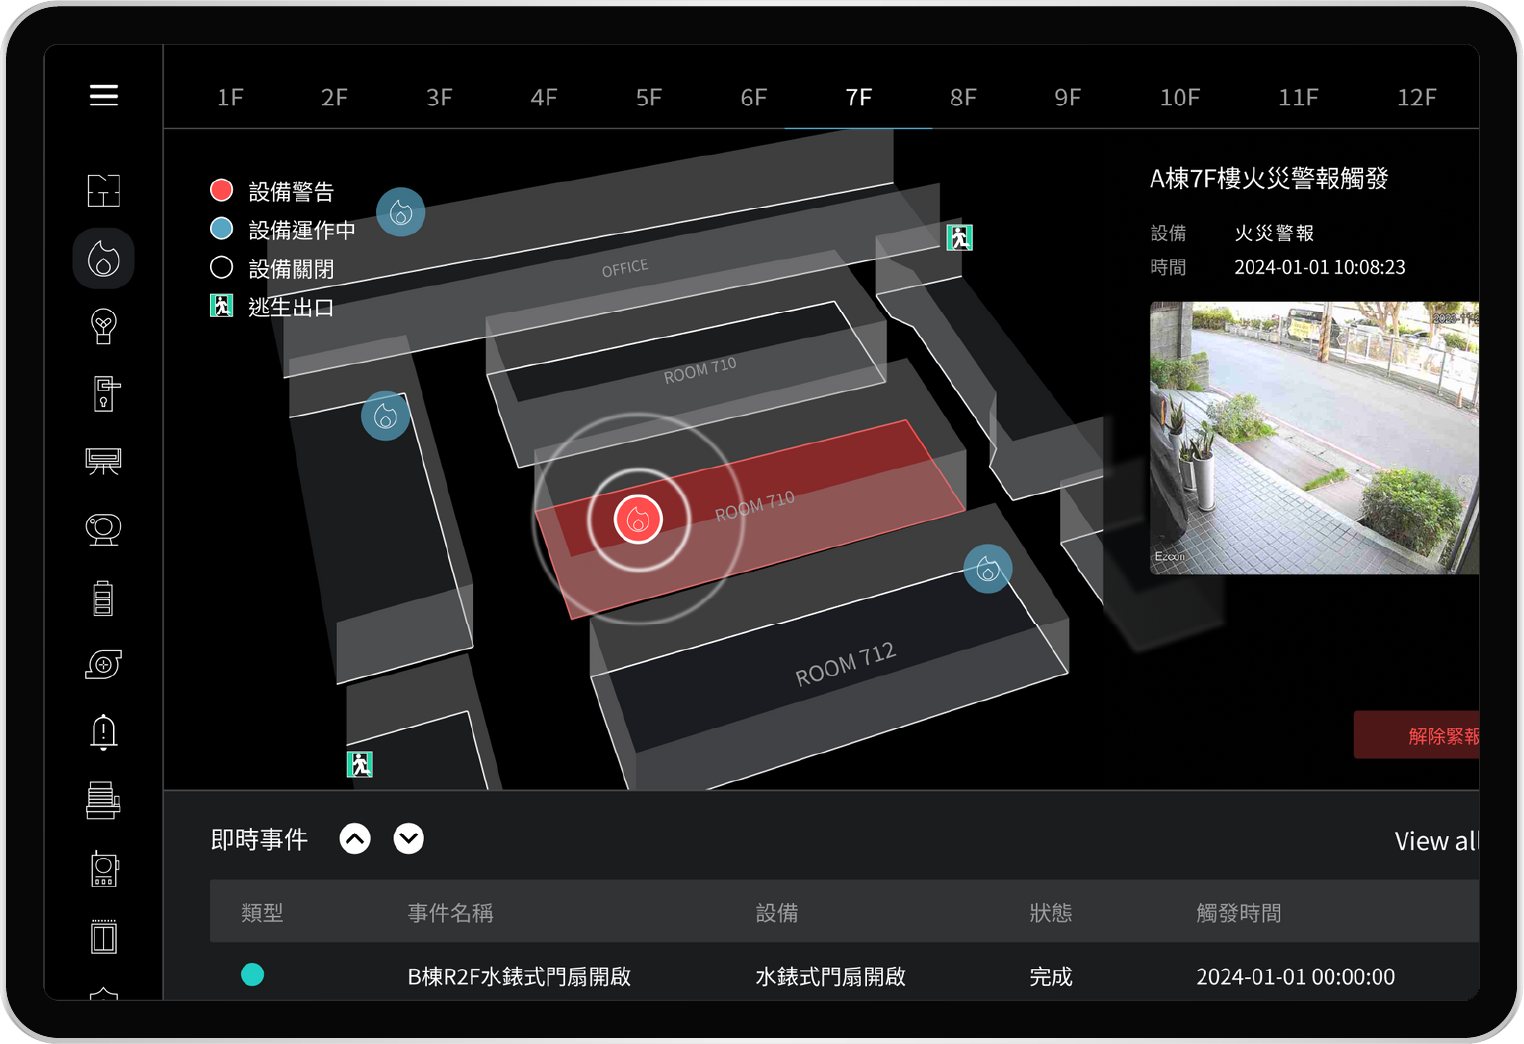 1F 2F 3F 4F 5F 6F 7F 8F 9F 10F 11F 12F
設備警告
設備運作中
設備關閉
逃生出口
OFFICE
ROOM 710
ROOM 710
ROOM 712
A棟7F樓火災警報觸發
設備 火災警報
時間 2024-01-01 10:08:23
解除緊報
即時事件
View all
類型 事件名稱 設備 狀態 觸發時間
B棟R2F水錶式門扇開啟 水錶式門扇開啟 完成 2024-01-01 00:00:00